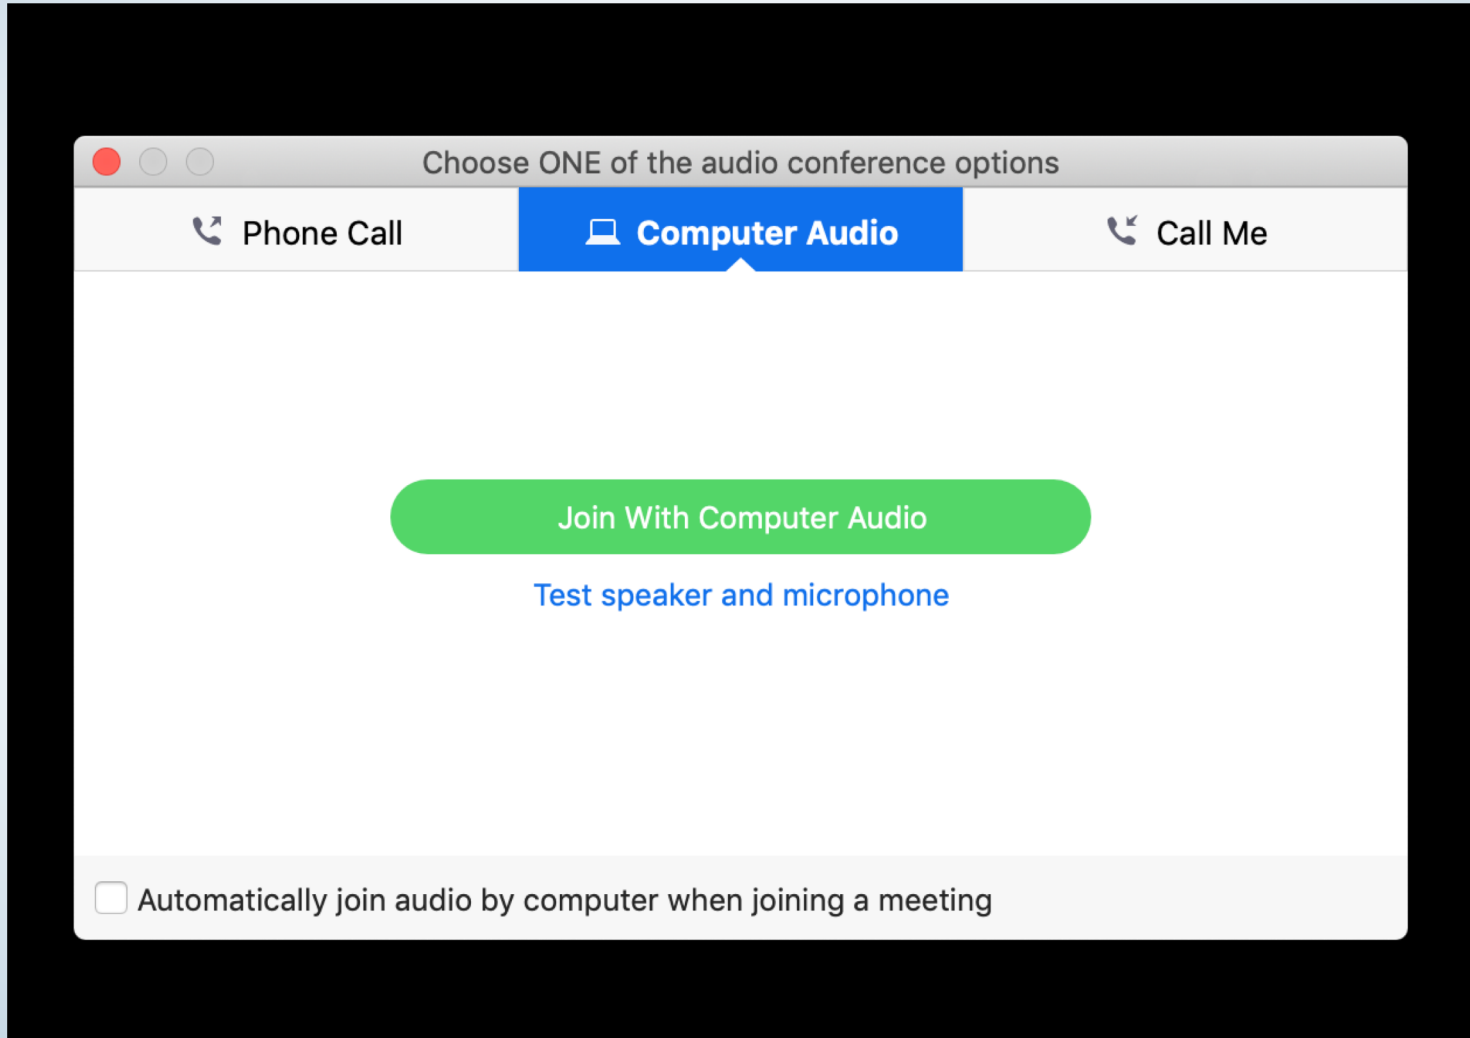 Choose ONE of the audio conference options
Phone Call
Computer Audio
Call Me
Join With Computer Audio
Test speaker and microphone
Automatically join audio by computer when joining a meeting